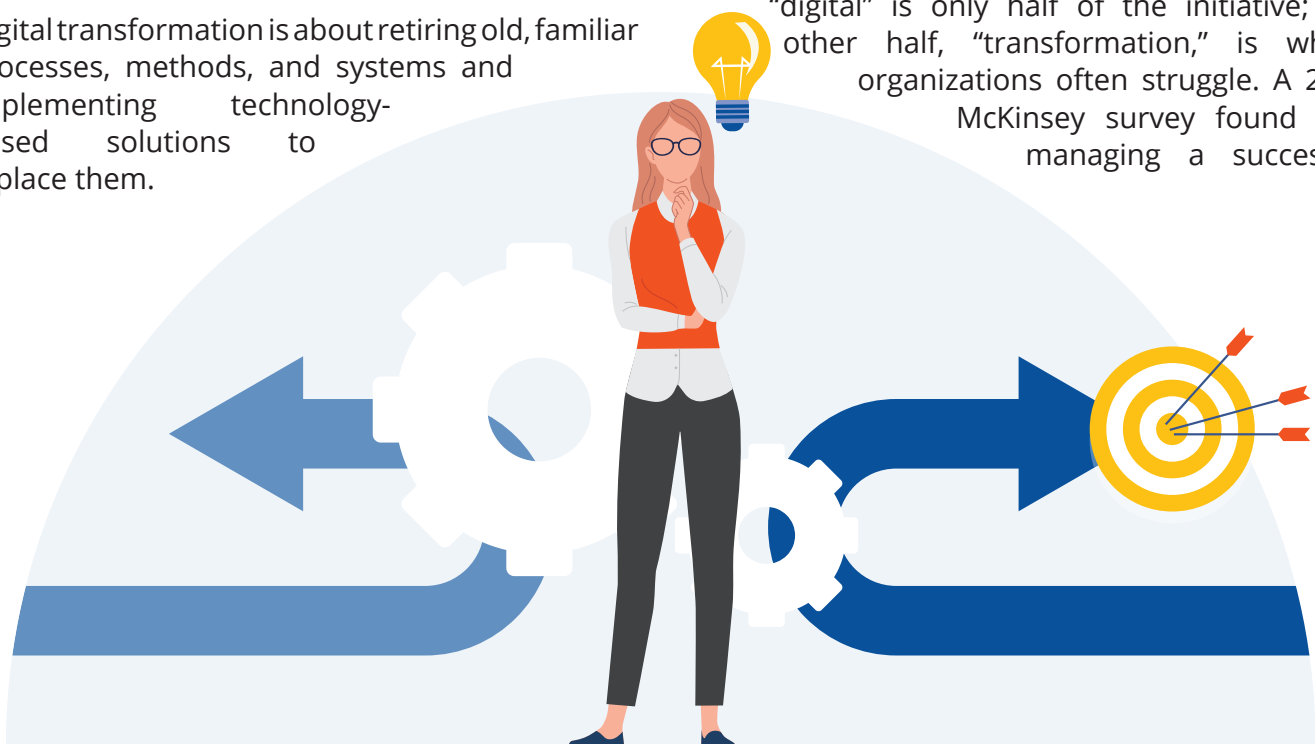 gital transformation is about retiring old, familiar
ocesses, methods, and systems and
plementing technology-
sed solutions to
place them.
“digital” is only half of the initiative;
other half, “transformation,” is wh
organizations often struggle. A 2
McKinsey survey found
managing a succes